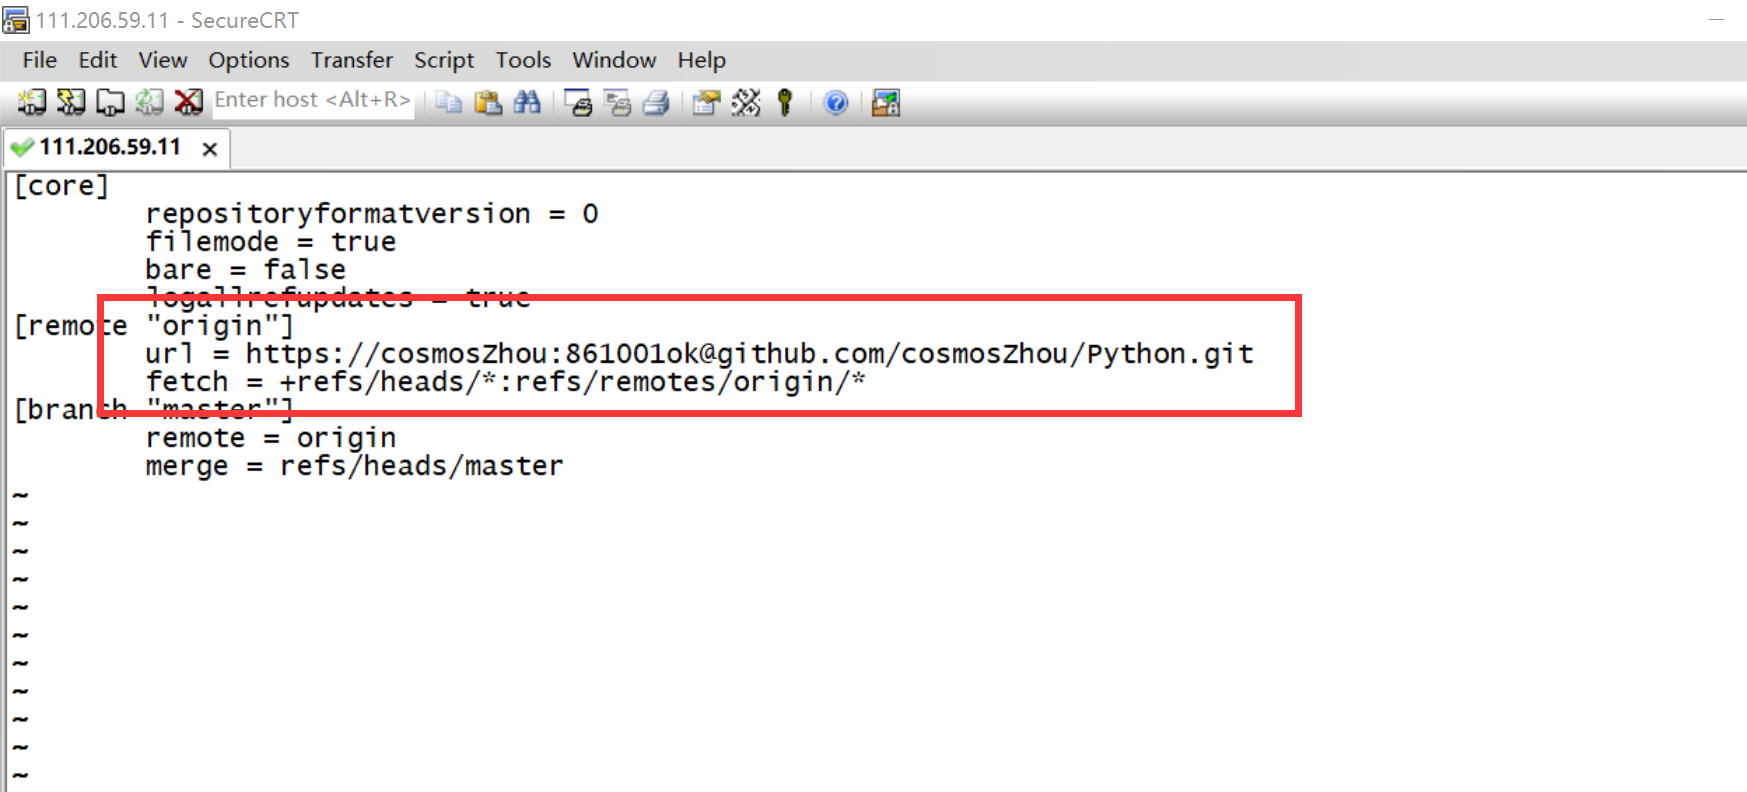 111.206.59.11 - SecureCRT
File Edit View Options Transfer Script Tools Window Help
Enter host <Alt+R>
111.206.59.11
[core]
repositoryformatversion = 0
filemode = true
bare = false
logallrefupdates = true
[remote "origin"]
url = https://cosmosZhou:861001ok@github.com/cosmosZhou/Python.git
fetch = +refs/heads/*:refs/remotes/origin/*
[branch "master"]
remote = origin
merge = refs/heads/master
~
~
~
~
~
~
~
~
~
~
~